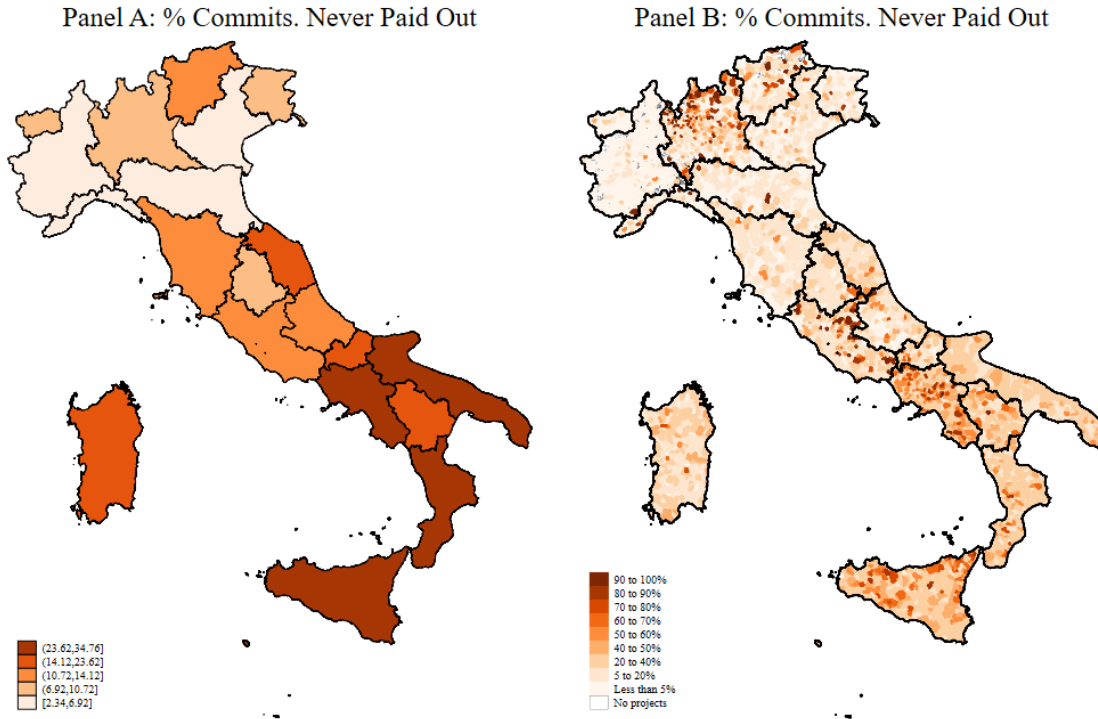 Panel A: % Commits. Never Paid Out
Panel B: % Commits. Never Paid Out
(23.62,34.76]
(14.12,23.62]
(10.72,14.12]
(6.92,10.72]
[2.34,6.92]
90 to 100%
80 to 90%
70 to 80%
60 to 70%
50 to 60%
40 to 50%
20 to 40%
5 to 20%
Less than 5%
No projects